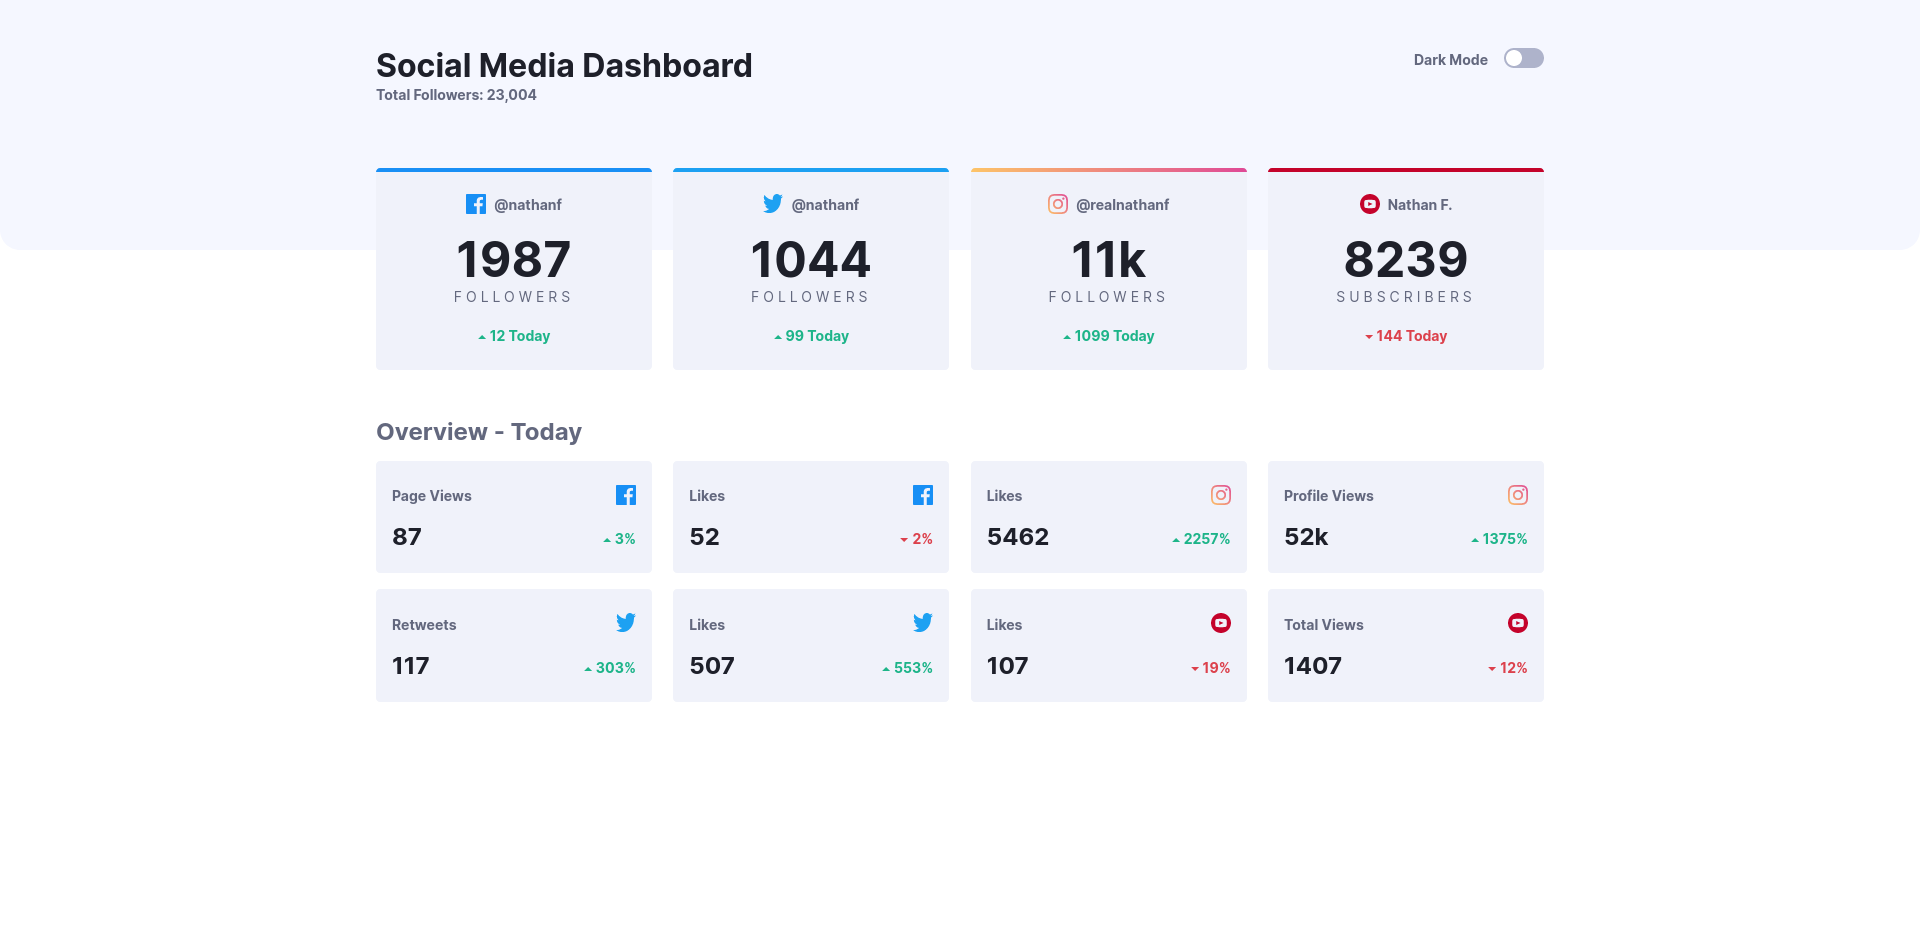 Social Media Dashboard
Total Followers: 23,004
Dark Mode
@nathanf
1987
FOLLOWERS
12 Today
@nathanf
1044
FOLLOWERS
99 Today
@realnathanf
11k
FOLLOWERS
1099 Today
Nathan F.
8239
SUBSCRIBERS
144 Today
Overview - Today
Page Views
87
3%
Likes
52
2%
Likes
5462
2257%
Profile Views
52k
1375%
Retweets
117
303%
Likes
507
553%
Likes
107
19%
Total Views
1407
12%